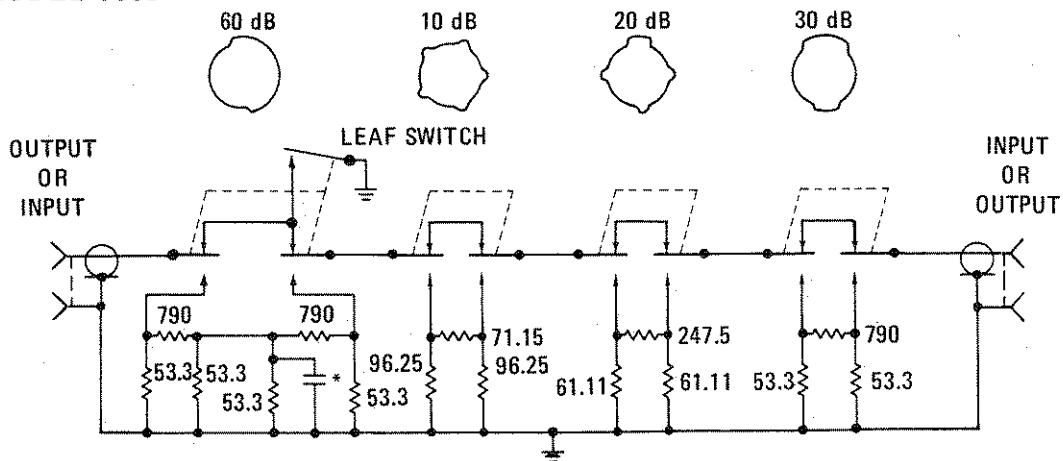 60 dB
10 dB
20 dB
30 dB
LEAF SWITCH
OUTPUT
OR
INPUT
INPUT
OR
OUTPUT
790
790
71.15
247.5
790
53.3
53.3
53.3
*
53.3
96.25
96.25
61.11
61.11
53.3
53.3